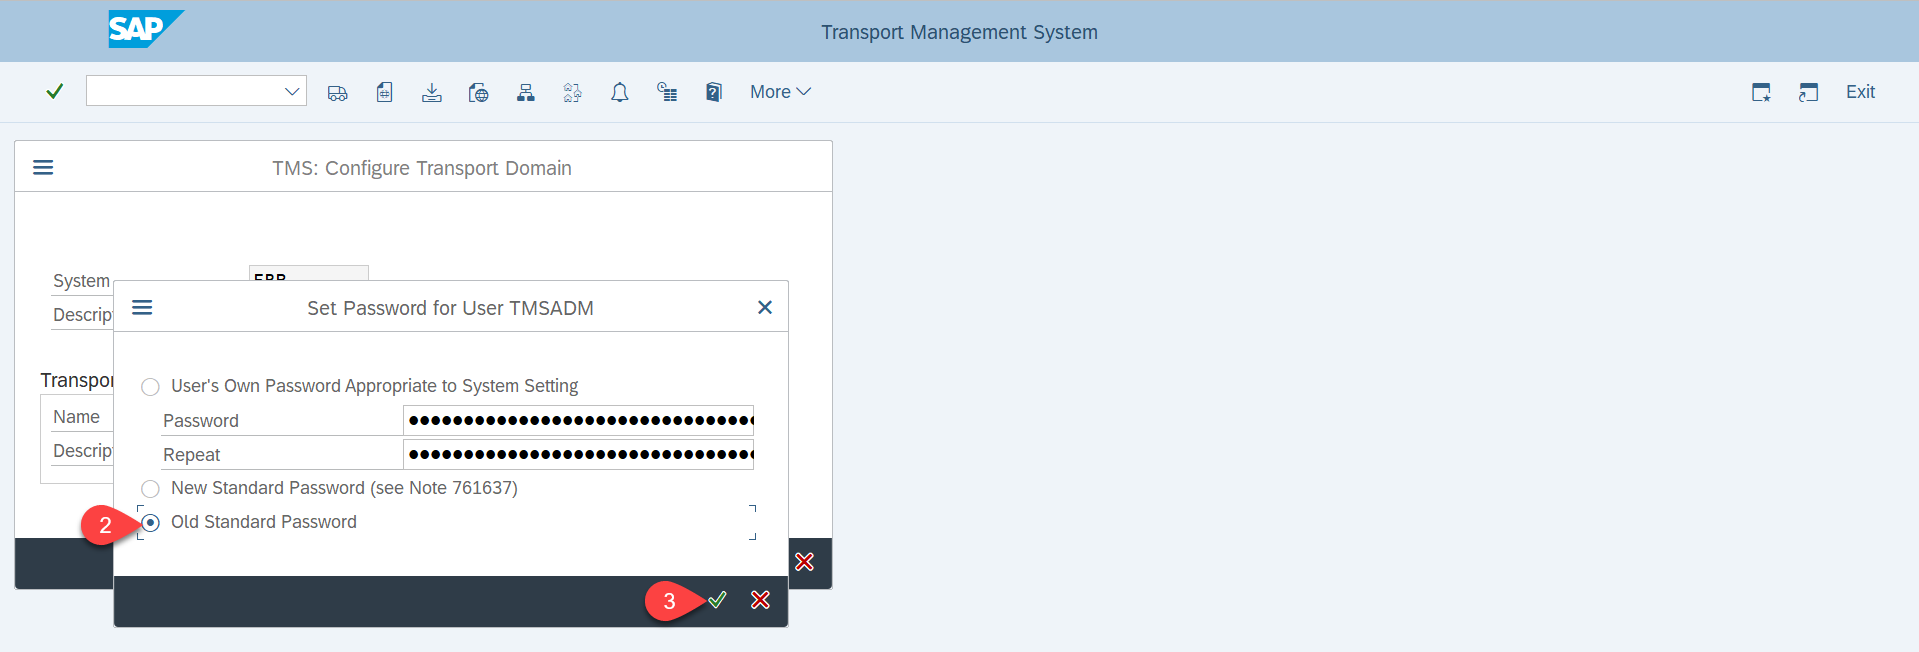 SAP
Transport Management System
More
Exit
TMS: Configure Transport Domain
System
Descrip
Set Password for User TMSADM
Transpor
User's Own Password Appropriate to System Setting
Name
Password
Descrip
Repeat
New Standard Password (see Note 761637)
2
Old Standard Password
3